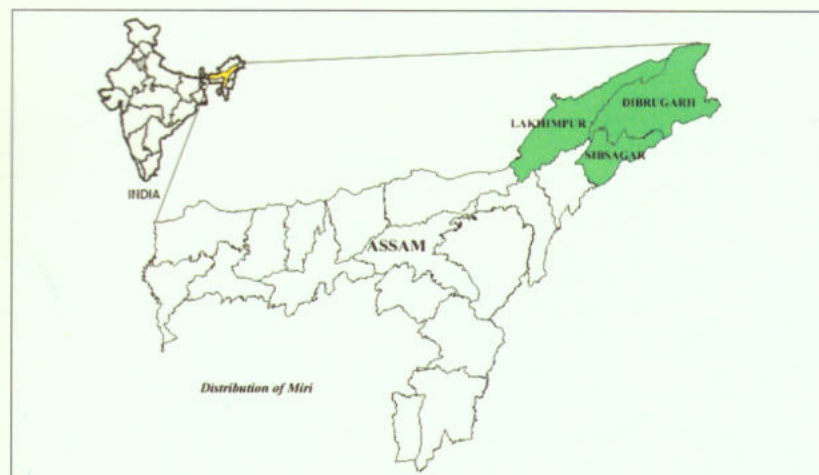 INDIA
LAKHIMPUR
DIBRUGARH
SIBSAGAR
ASSAM
Distribution of Miri